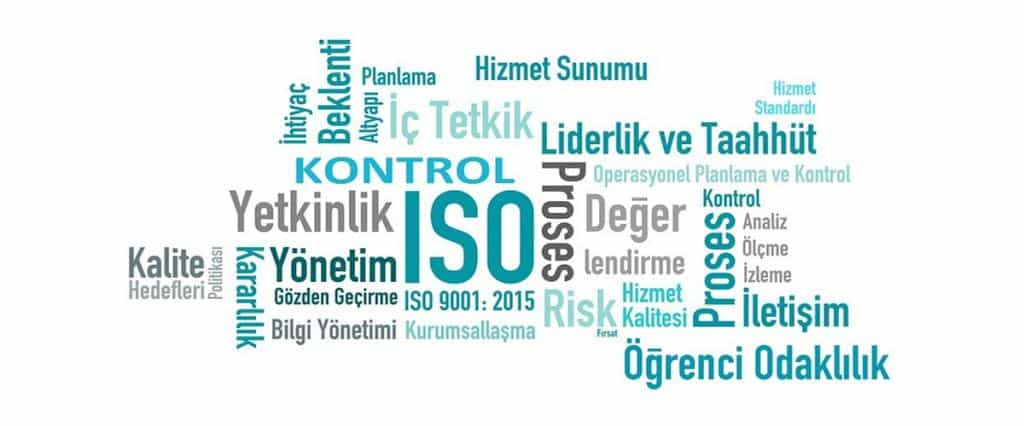 İhtiyaç
Beklenti
Altyapı
Planlama
Hizmet Sunumu
Hizmet
Standardı
İç Tetkik
Liderlik ve Taahhüt
KONTROL
Proses
Operasyonel Planlama ve Kontrol
Yetkinlik
ISO
Değer
lendirme
Kontrol
Proses
Analiz
Ölçme
İzleme
Kalite
Hedefleri
Politikası
Kararlılık
Yönetim
Gözden Geçirme
ISO 9001: 2015
Risk
Fırsat
Hizmet
Kalitesi
İletişim
Bilgi Yönetimi
Kurumsallaşma
Öğrenci Odaklılık